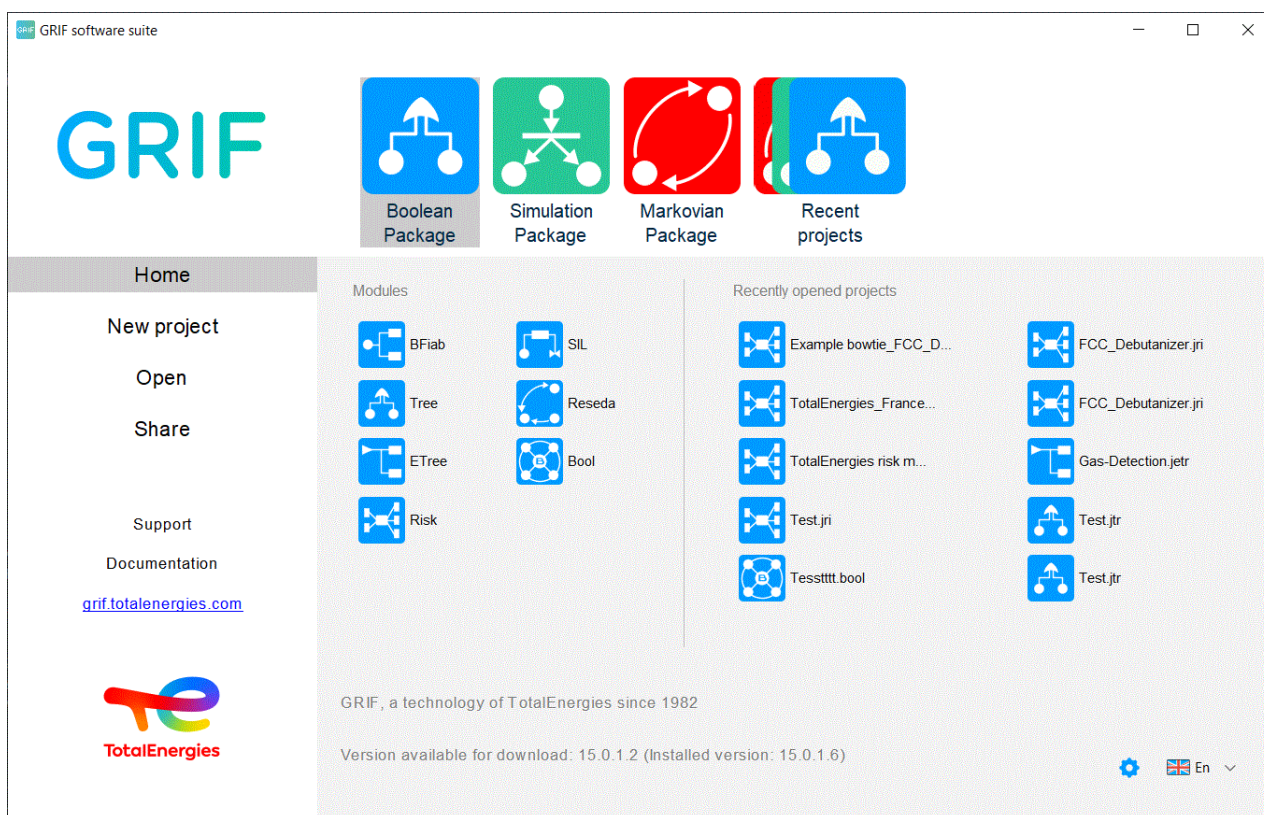 GRIF software suite
GRIF
Boolean
Package
Simulation
Package
Markovian
Package
Recent
projects
Home
New project
Open
Share
Support
Documentation
grif.totalenergies.com
TotalEnergies
Modules
BFiab
SIL
Tree
Reseda
ETree
B
Bool
Risk
Recently opened projects
Example bowtie_FCC_D...
FCC_Debutanizer.jri
TotalEnergies_France...
FCC_Debutanizer.jri
TotalEnergies risk m...
Gas-Detection.jetr
Test.jri
Test.jtr
B
Tesstttt.bool
Test.jtr
GRIF, a technology of TotalEnergies since 1982
Version available for download: 15.0.1.2 (Installed version: 15.0.1.6)
En